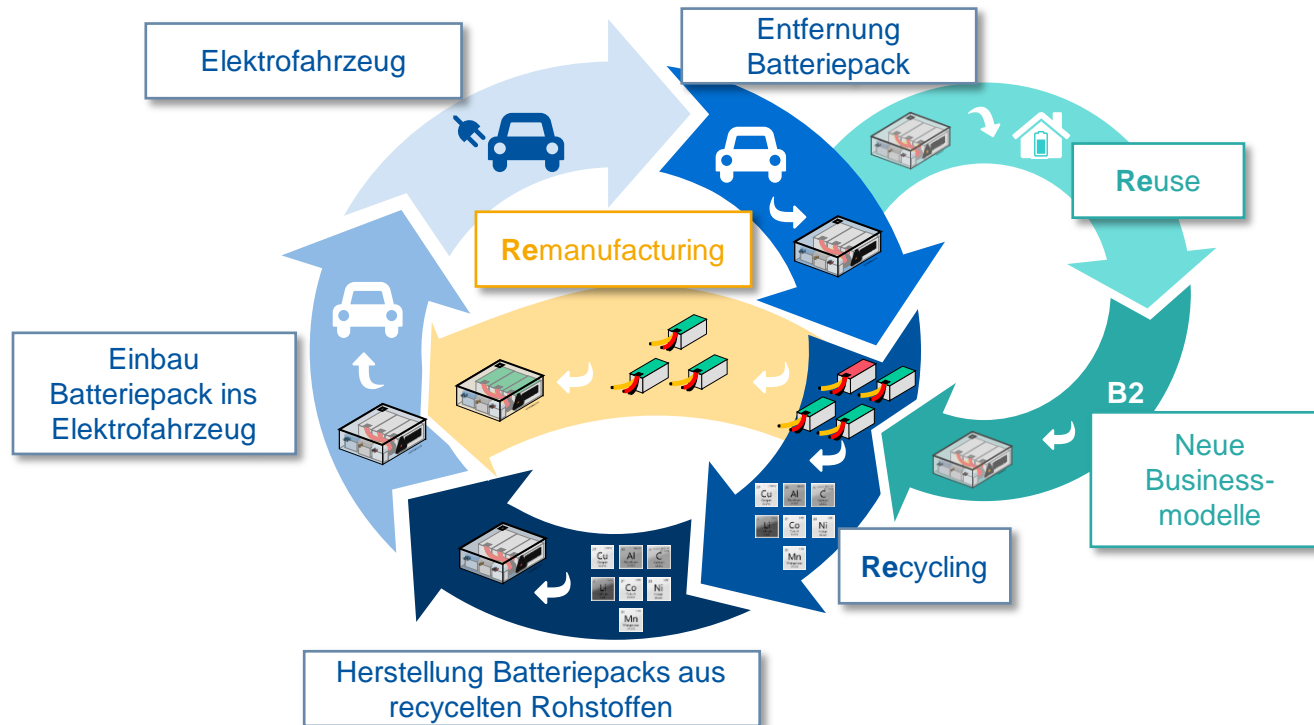 Elektrofahrzeug
Entfernung
Batteriepack
Reuse
Remanufacturing
Einbau
Batteriepack ins
Elektrofahrzeug
B2
Neue
Business-
modelle
Cu Al C
Li Co Ni
Mn
Recycling
Cu Al C
Li Co Ni
Mn
Herstellung Batteriepacks aus
recycelten Rohstoffen